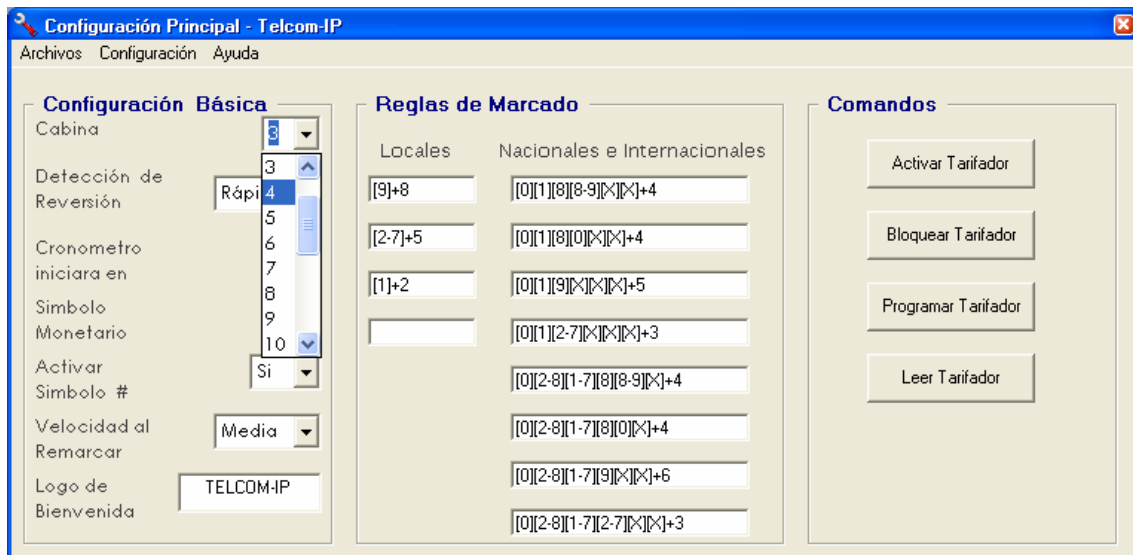 Configuración Principal - Telcom-IP
Archivos Configuración Ayuda
Configuración Básica
Cabina
3
3
4
5
6
7
8
9
10
Detección de
Reversión
Rápi
Cronometro
iniciara en
Simbolo
Monetario
Activar
Simbolo #
Si
Velocidad al
Remarcar
Media
Logo de
Bienvenida
TELCOM-IP
Reglas de Marcado
Locales
[9]+8
[2-7]+5
[1]+2
Nacionales e Internacionales
[0][1][8][8-9][X][X]+4
[0][1][8][0][X][X]+4
[0][1][9][X][X][X]+5
[0][1][2-7][X][X][X]+3
[0][2-8][1-7][8][8-9][X]+4
[0][2-8][1-7][8][0][X]+4
[0][2-8][1-7][9][X][X]+6
[0][2-8][1-7][2-7][X][X]+3
Comandos
Activar Tarifador
Bloquear Tarifador
Programar Tarifador
Leer Tarifador